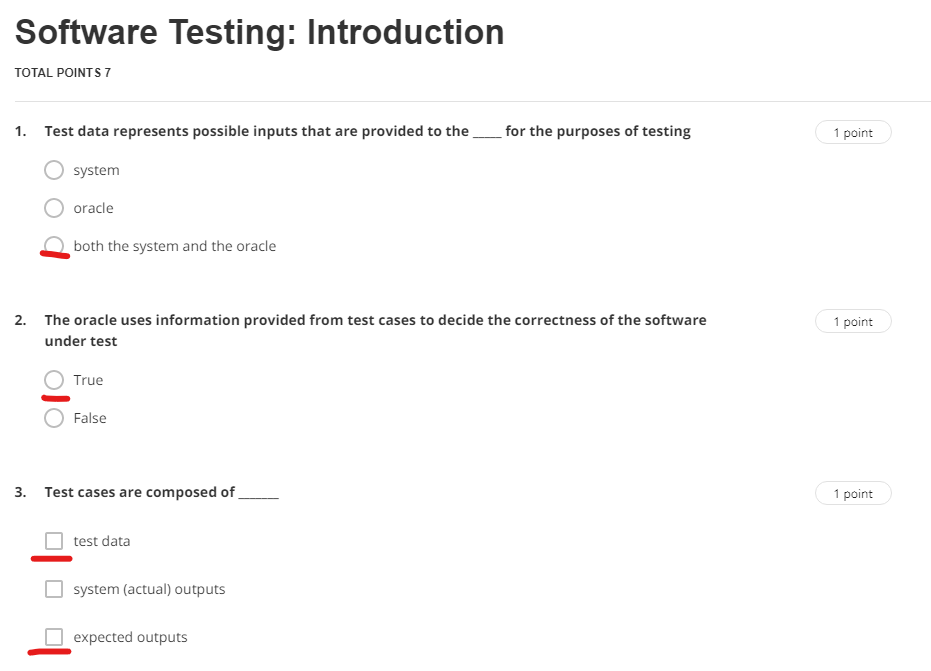 Software Testing: Introduction
TOTAL POINTS 7
1. Test data represents possible inputs that are provided to the ____ for the purposes of testing
1 point
system
oracle
both the system and the oracle
2. The oracle uses information provided from test cases to decide the correctness of the software
under test
1 point
True
False
3. Test cases are composed of ______
1 point
test data
system (actual) outputs
expected outputs